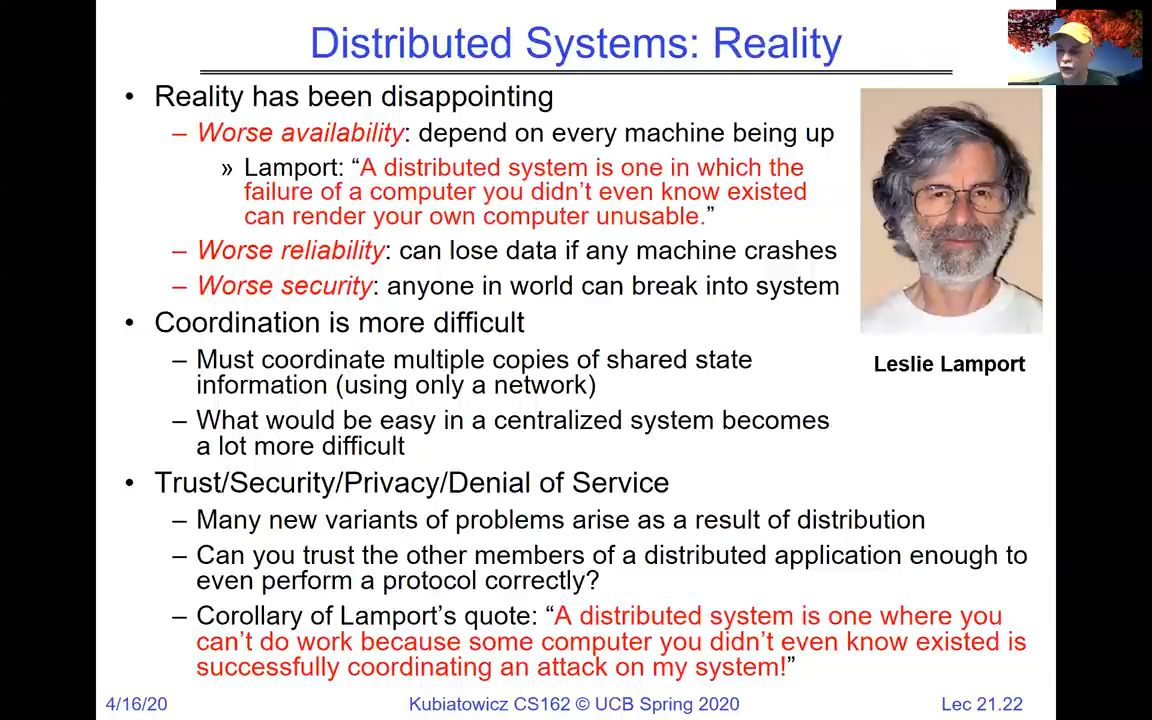 Distributed Systems: Reality
• Reality has been disappointing
– Worse availability: depend on every machine being up
» Lamport: “A distributed system is one in which the
failure of a computer you didn’t even know existed
can render your own computer unusable.”
– Worse reliability: can lose data if any machine crashes
– Worse security: anyone in world can break into system
• Coordination is more difficult
– Must coordinate multiple copies of shared state
information (using only a network)
– What would be easy in a centralized system becomes
a lot more difficult
Leslie Lamport
• Trust/Security/Privacy/Denial of Service
– Many new variants of problems arise as a result of distribution
– Can you trust the other members of a distributed application enough to
even perform a protocol correctly?
– Corollary of Lamport’s quote: “A distributed system is one where you
can’t do work because some computer you didn’t even know existed is
successfully coordinating an attack on my system!”
4/16/20
Kubiatowicz CS162 © UCB Spring 2020
Lec 21.22